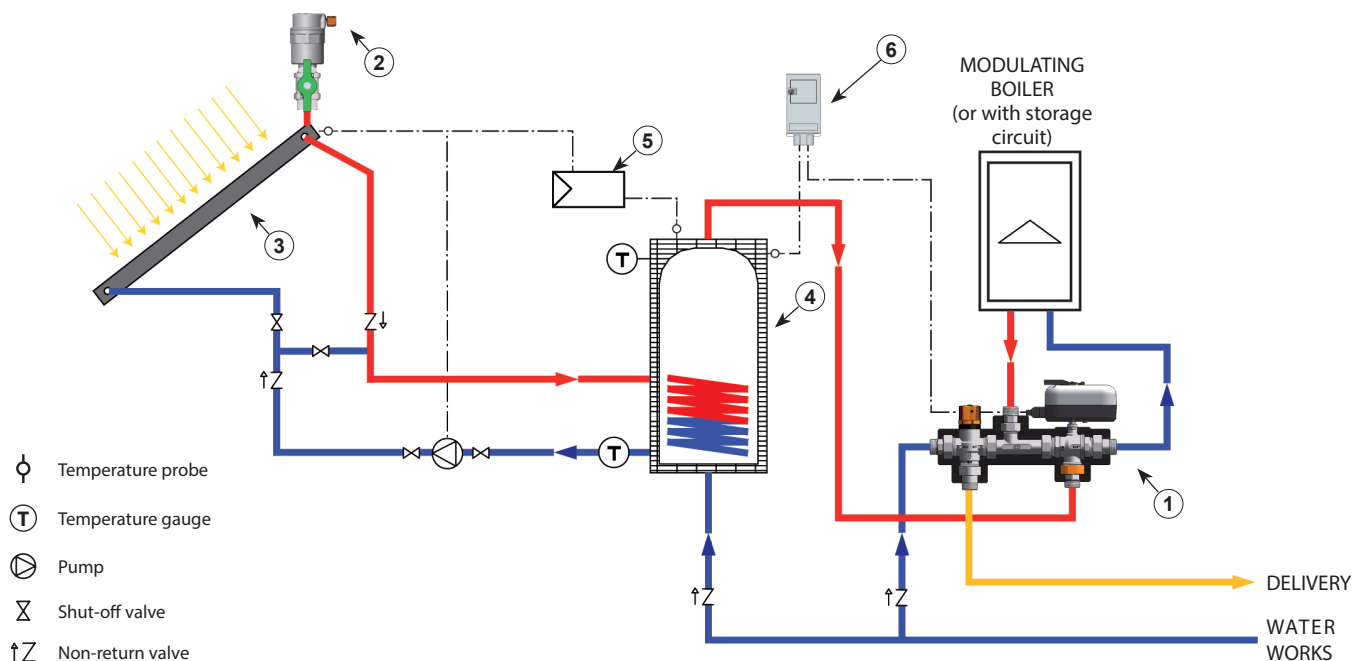 2
6
MODULATING
BOILER
(or with storage
circuit)
5
3
T
4
T
1
Temperature probe
T Temperature gauge
Pump
Shut-off valve
Non-return valve
DELIVERY
WATER
WORKS